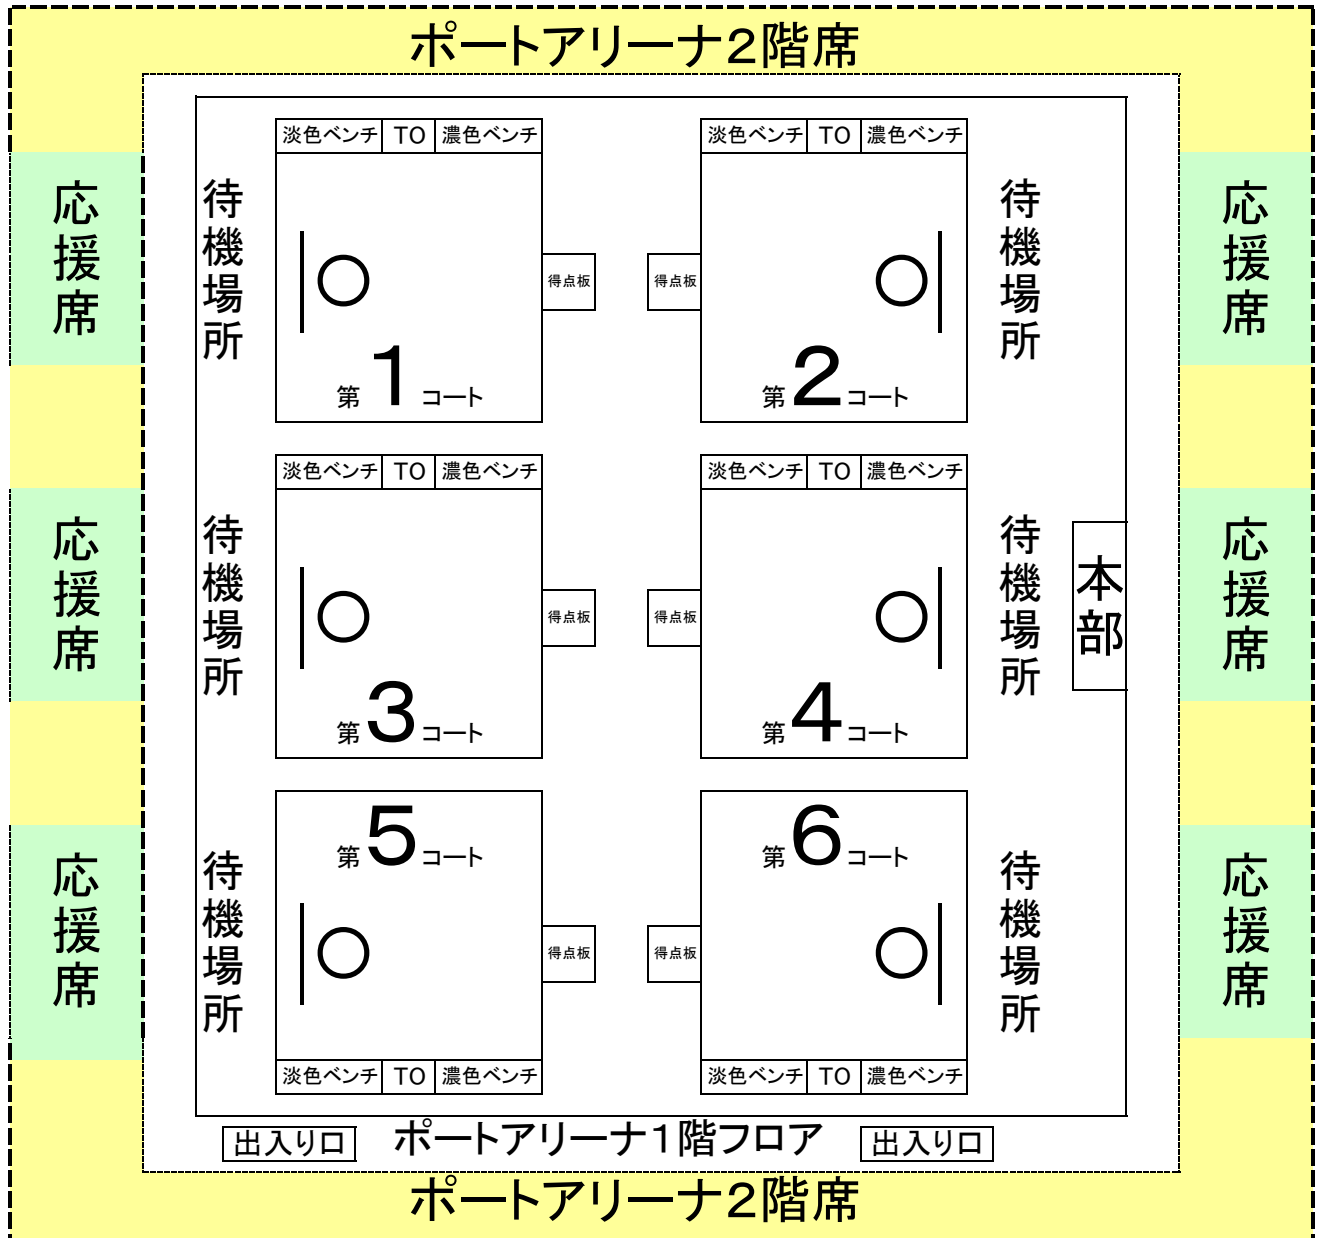 ポートアリーナ2階席
淡色ベンチ TO 濃色ベンチ
淡色ベンチ TO 濃色ベンチ
応援席
待機場所
得点板
得点板
待機場所
応援席
第1コート
第2コート
淡色ベンチ TO 濃色ベンチ
淡色ベンチ TO 濃色ベンチ
応援席
待機場所
得点板
得点板
待機場所
本部
応援席
第3コート
第4コート
第5コート
第6コート
応援席
待機場所
得点板
得点板
待機場所
応援席
淡色ベンチ TO 濃色ベンチ
淡色ベンチ TO 濃色ベンチ
出入り口
ポートアリーナ1階フロア
出入り口
ポートアリーナ2階席